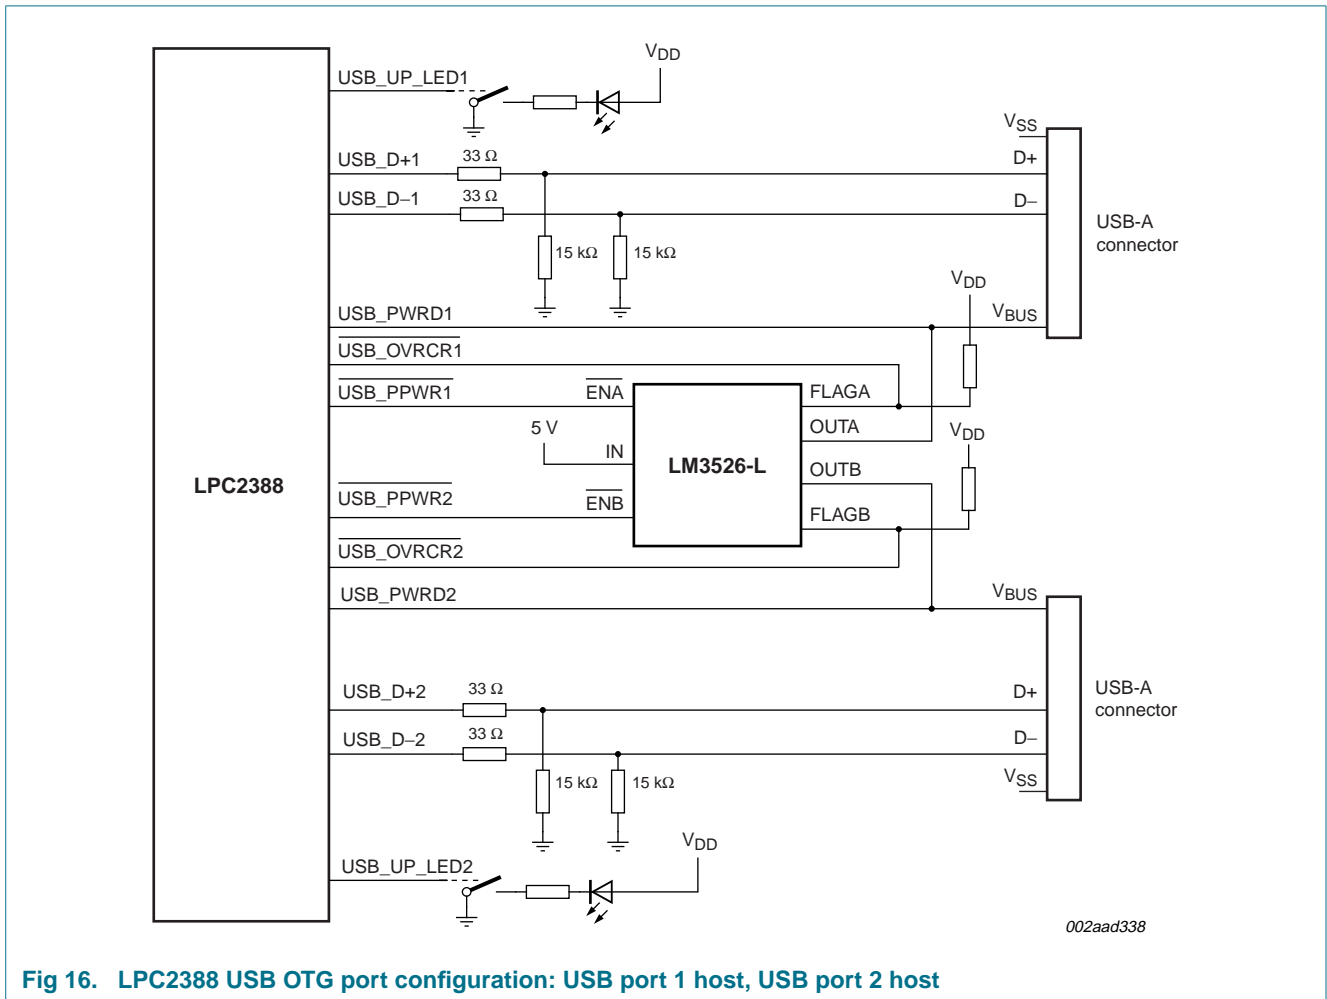 VDD
USB_UP_LED1
VSS
USB_D+1
33 Ω
D+
USB_D−1
33 Ω
D−
USB-A
connector
15 kΩ
15 kΩ
VDD
USB_PWRD1
VBUS
USB_OVRCR1
USB_PPWR1
ENA
FLAGA
5 V
OUTA
VDD
IN
LM3526-L
LPC2388
OUTB
USB_PPWR2
ENB
FLAGB
USB_OVRCR2
USB_PWRD2
VBUS
USB_D+2
33 Ω
D+
USB-A
connector
USB_D−2
33 Ω
D−
15 kΩ
15 kΩ
VSS
VDD
USB_UP_LED2
002aad338
Fig 16. LPC2388 USB OTG port configuration: USB port 1 host, USB port 2 host